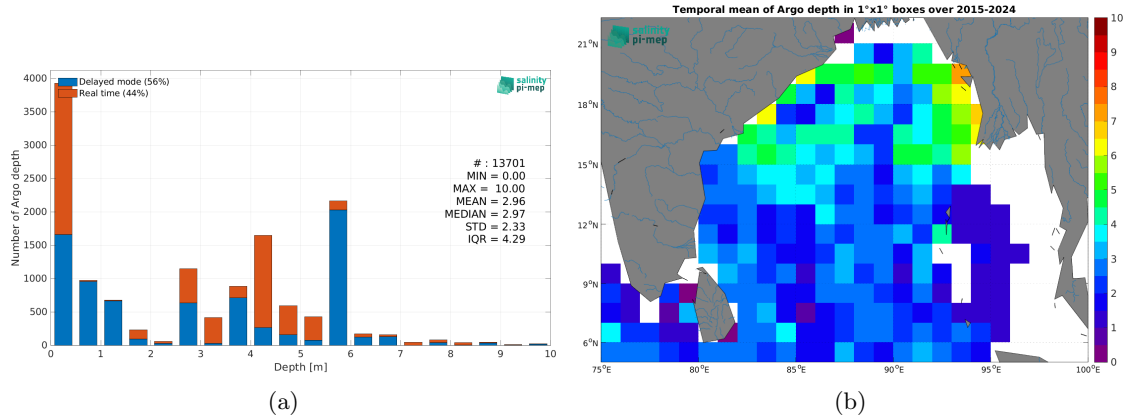 Delayed mode (56%)
Real time (44%)
salinity
pi-mep
# : 13701
MIN = 0.00
MAX = 10.00
MEAN = 2.96
MEDIAN = 2.97
STD = 2.33
IQR = 4.29
Number of Argo depth
4000
3500
3000
2500
2000
1500
1000
500
0
0 1 2 3 4 5 6 7 8 9 10
Depth [m]
(a)
Temporal mean of Argo depth in 1°x1° boxes over 2015-2024
salinity
pi-mep
21°N
18°N
15°N
12°N
9°N
6°N
75°E 80°E 85°E 90°E 95°E 100°E
10
9
8
7
6
5
4
3
2
1
0
(b)